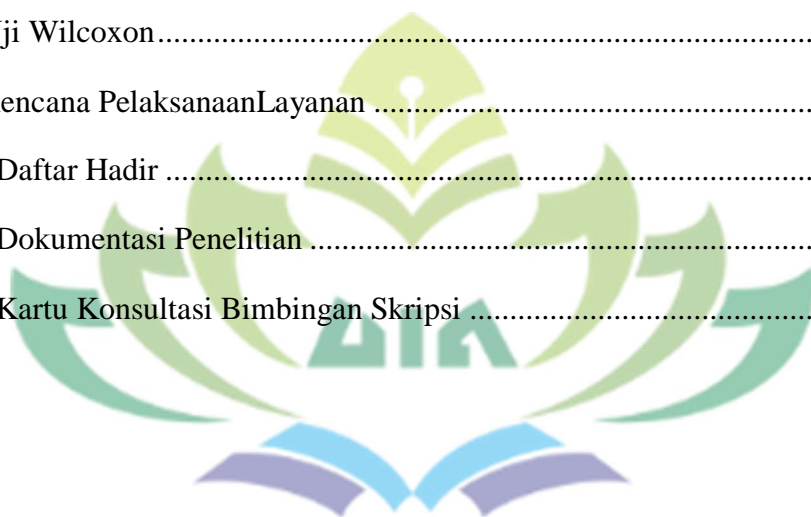 ji Wilcoxon..................................................................................
encana PelaksanaanLayanan .......................................................
Daftar Hadir .................................................................................
Dokumentasi Penelitian ...............................................................
Kartu Konsultasi Bimbingan Skripsi ...........................................